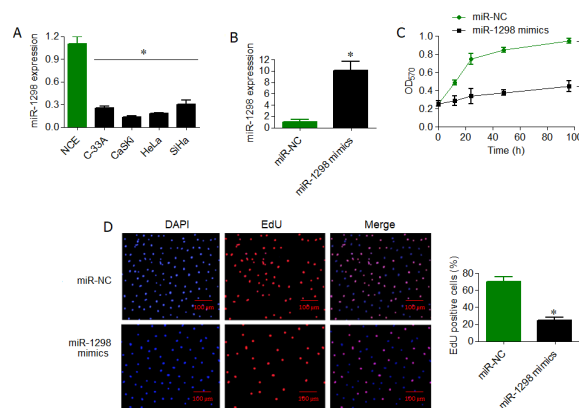 A
miR-1298 expression
1.2
0.9
0.6
0.3
0.0
*
NCE
C-33A
CaSKi
HeLa
SiHa
B
miR-1298 expression
12
10
8
6
4
2
0
*
miR-NC
miR-1298 mimics
C
miR-NC
miR-1298 mimics
OD570
1.0
0.8
0.6
0.4
0.2
0 20 40 60 80 100
Time (h)
D
DAPI EdU Merge
miR-NC
100 μm 100 μm 100 μm
miR-1298
mimics
100 μm 100 μm 100 μm
EdU positive cells (%)
80
60
40
20
0
*
miR-NC
miR-1298 mimics